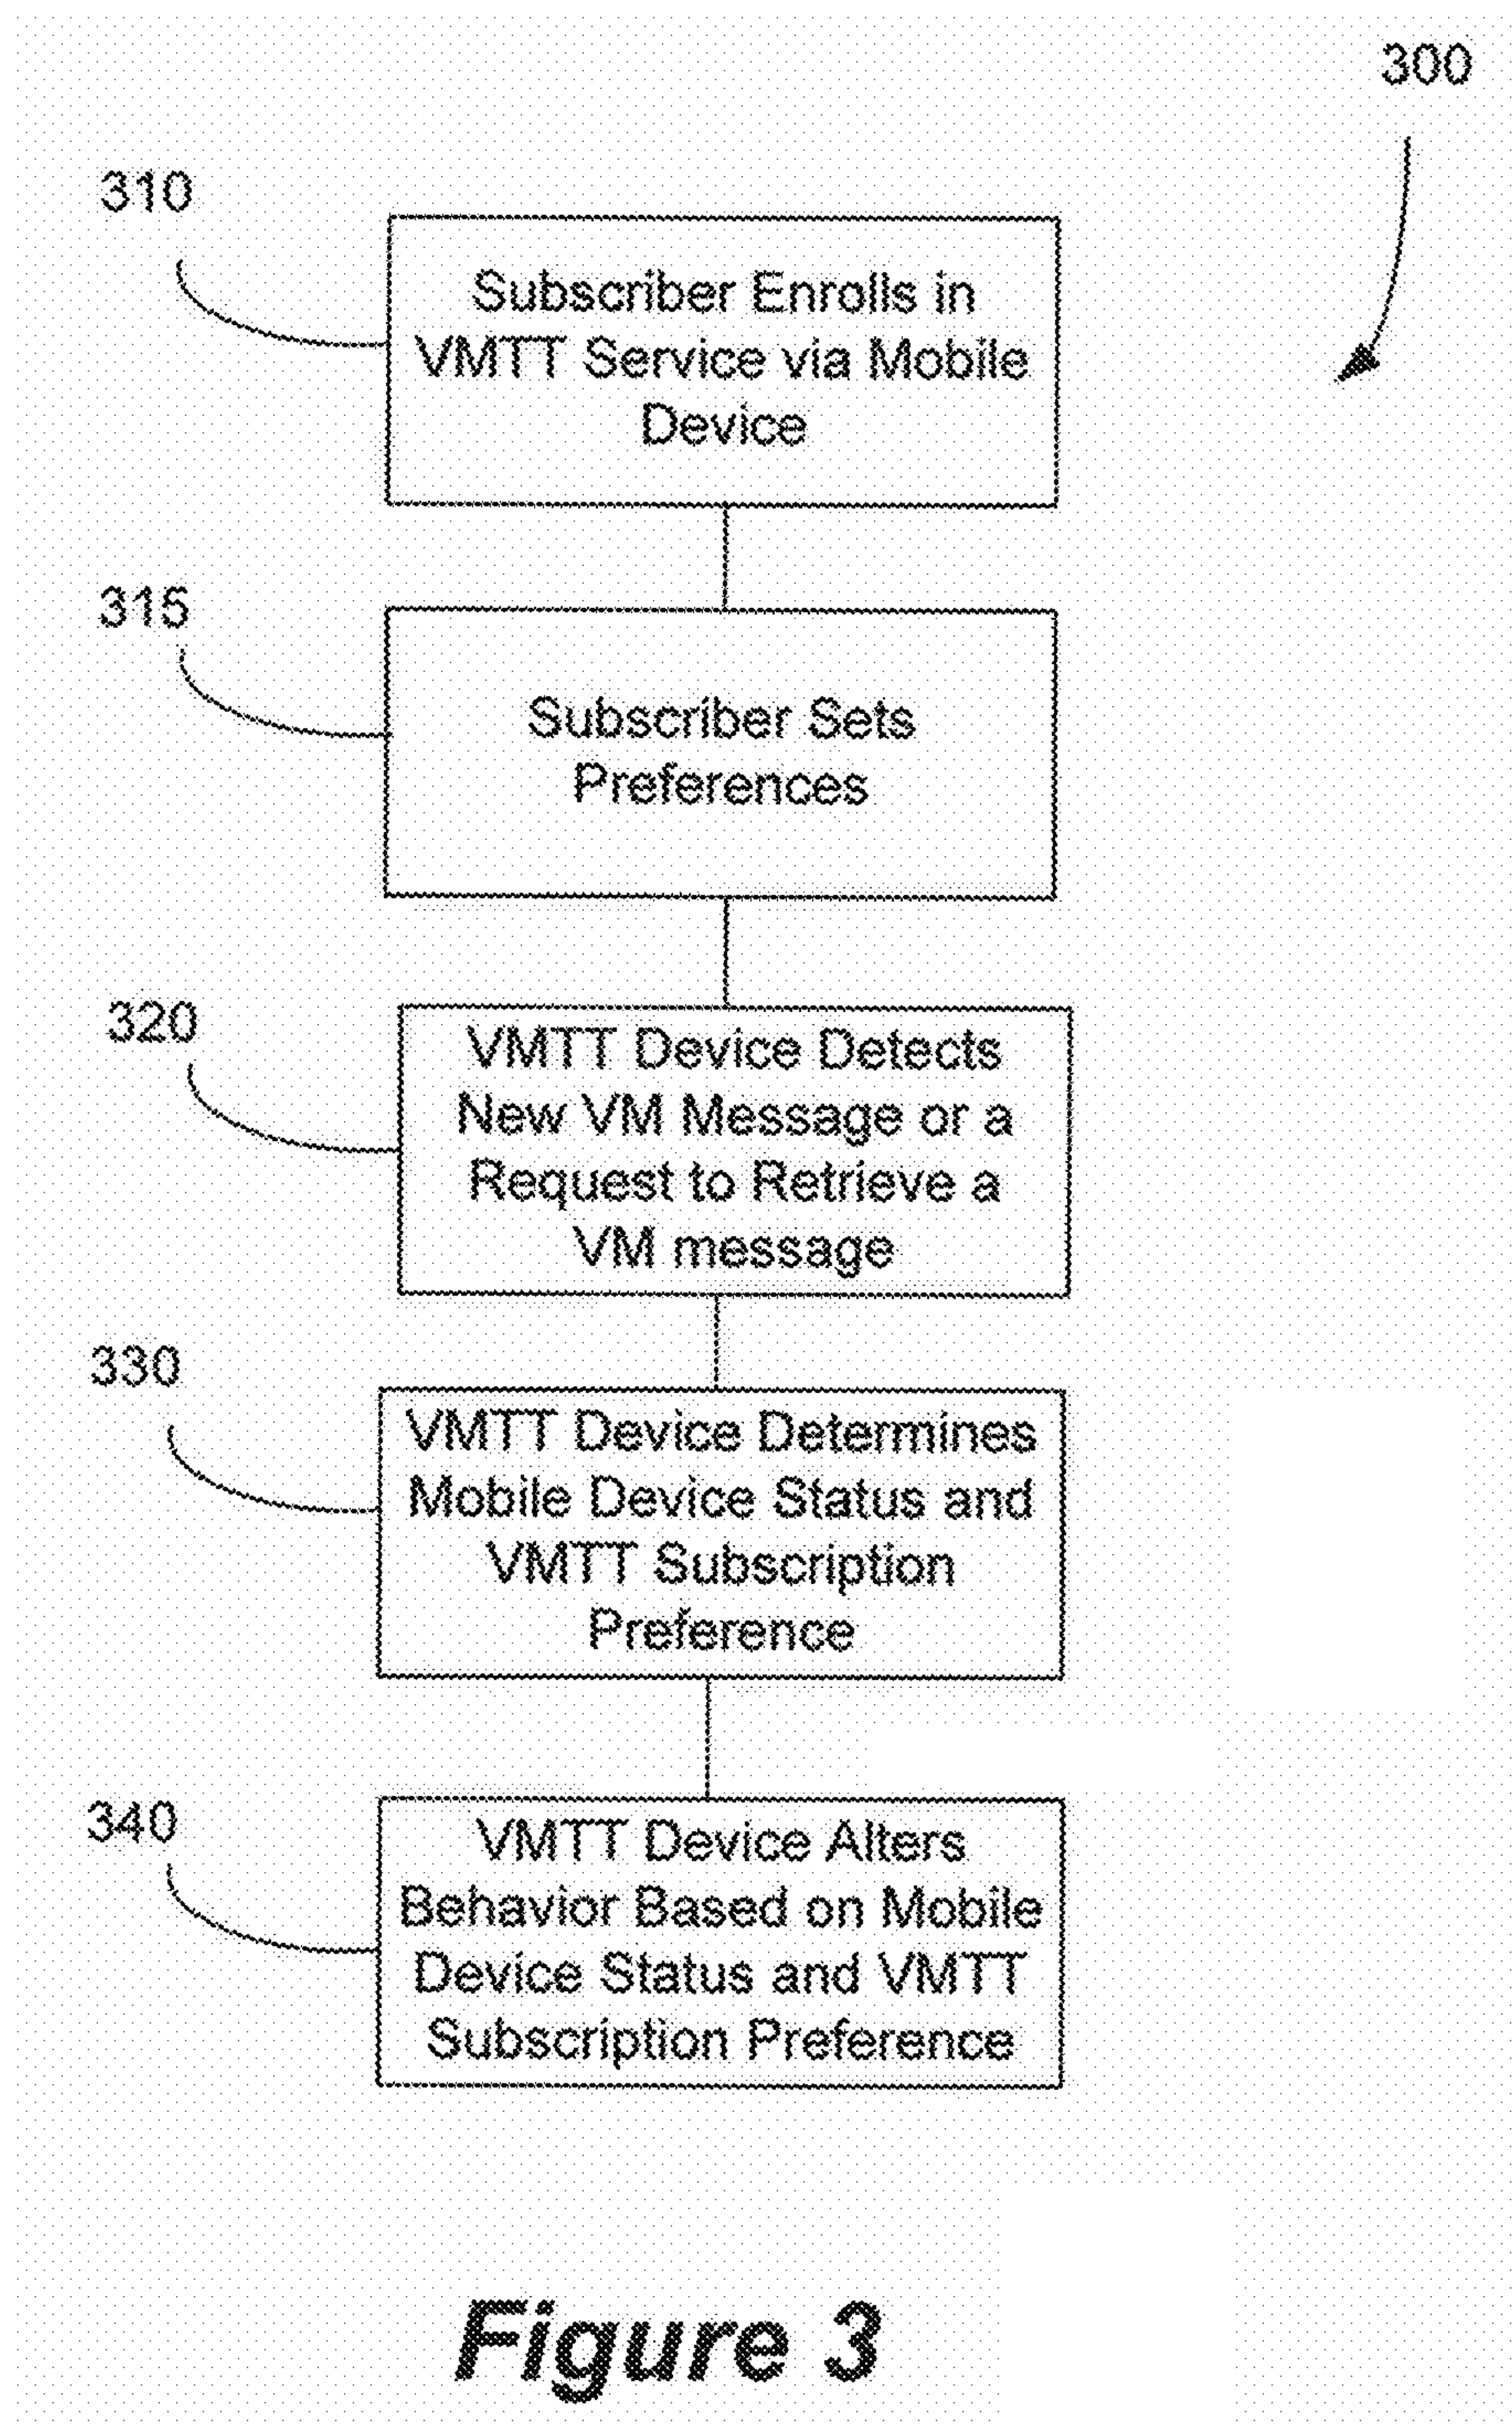 300
310
Subscriber Enrolls in
VMTT Service via Mobile
Device
315
Subscriber Sets
Preferences
320
VMTT Device Detects
New VM Message or a
Request to Retrieve a
VM message
330
VMTT Device Determines
Mobile Device Status and
VMTT Subscription
Preference
340
VMTT Device Alters
Behavior Based on Mobile
Device Status and VMTT
Subscription Preference
Figure 3